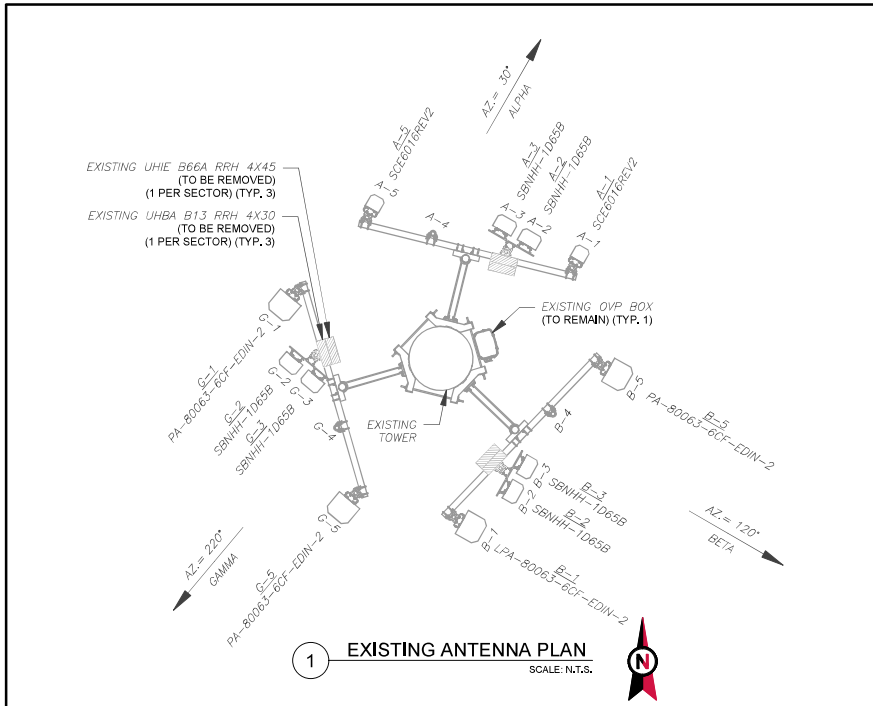 AZ.= 30°
ALPHA
A-5
SCE6016REV2
A-3
SBNHH-1D65B
A-2
SBNHH-1D65B
A-1
SCE6016REV2
A-5
A-4
A-3
A-2
A-1
EXISTING UHIE B66A RRH 4X45
(TO BE REMOVED)
(1 PER SECTOR) (TYP. 3)
EXISTING UHBA B13 RRH 4X30
(TO BE REMOVED)
(1 PER SECTOR) (TYP. 3)
EXISTING OVP BOX
(TO REMAIN) (TYP. 1)
EXISTING
TOWER
G-1
G-2
G-3
G-4
G-5
G-1
PA-80063-6CF-EDIN-2
G-2
SBNHH-1D65B
G-3
SBNHH-1D65B
G-5
PA-80063-6CF-EDIN-2
AZ.= 220°
GAMMA
B-5
B-4
B-3
B-2
B-1
B-5
PA-80063-6CF-EDIN-2
B-3
SBNHH-1D65B
B-2
SBNHH-1D65B
B-1
LPA-80063-6CF-EDIN-2
AZ.= 120°
BETA
1
EXISTING ANTENNA PLAN
SCALE: N.T.S.
N